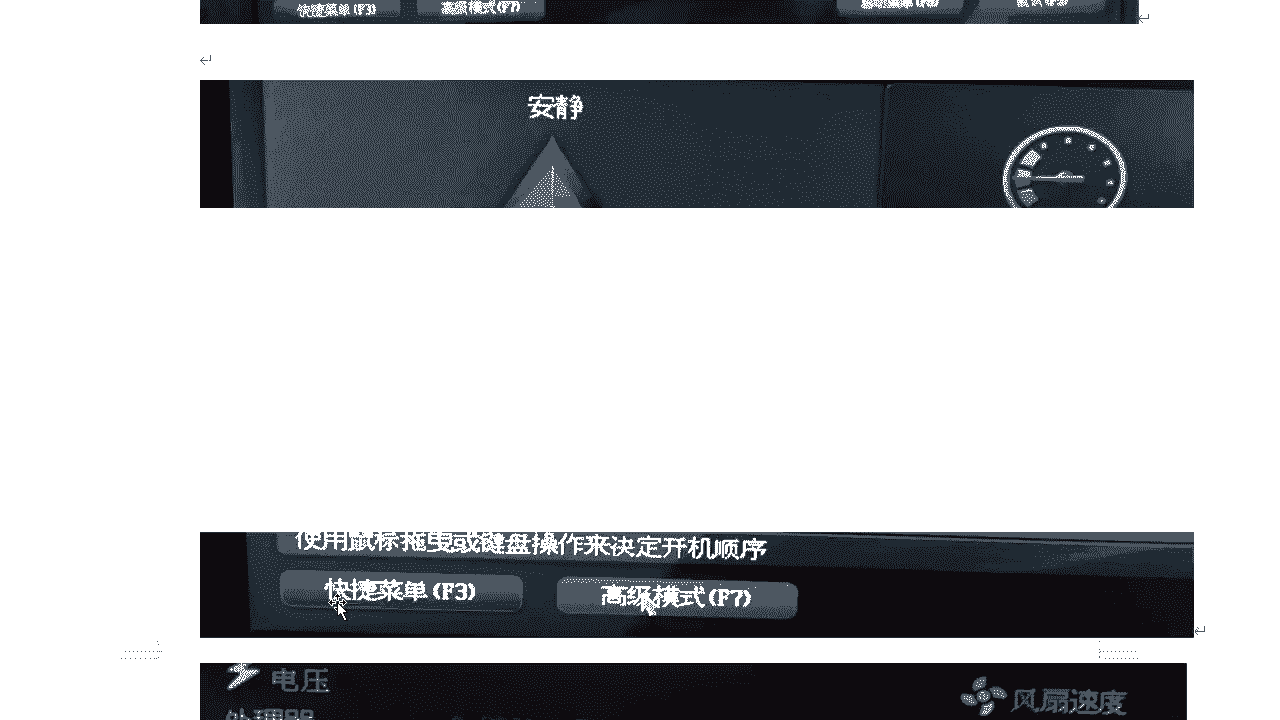 快捷菜单(F3) 高级模式(F7)
安静
使用鼠标拖曳或键盘操作来决定开机顺序
快捷菜单(F3) 高级模式(F7)
电压
风扇速度
处理器